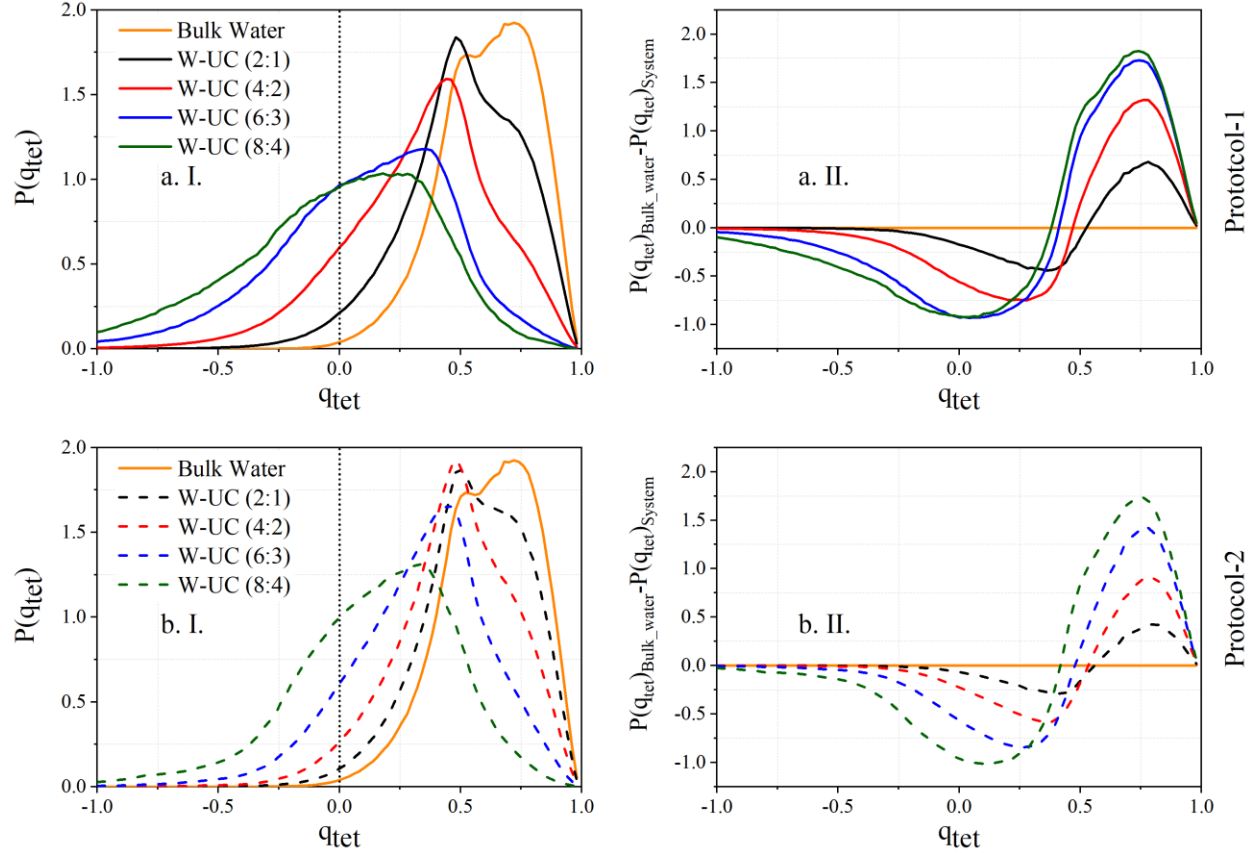 2.0
1.5
1.0
0.5
0.0
P(qtet)
Bulk Water
W-UC (2:1)
W-UC (4:2)
W-UC (6:3)
W-UC (8:4)
a. I.
-1.0
-0.5
0.0
0.5
1.0
qtet
2.0
1.5
1.0
0.5
0.0
-0.5
-1.0
P(qtet)Bulk_water-P(qtet)System
a. II.
-1.0
-0.5
0.0
0.5
1.0
qtet
Prototcol-1
2.0
1.5
1.0
0.5
0.0
P(qtet)
Bulk Water
W-UC (2:1)
W-UC (4:2)
W-UC (6:3)
W-UC (8:4)
b. I.
-1.0
-0.5
0.0
0.5
1.0
qtet
2.0
1.5
1.0
0.5
0.0
-0.5
-1.0
P(qtet)Bulk_water-P(qtet)System
b. II.
-1.0
-0.5
0.0
0.5
1.0
qtet
Protocol-2